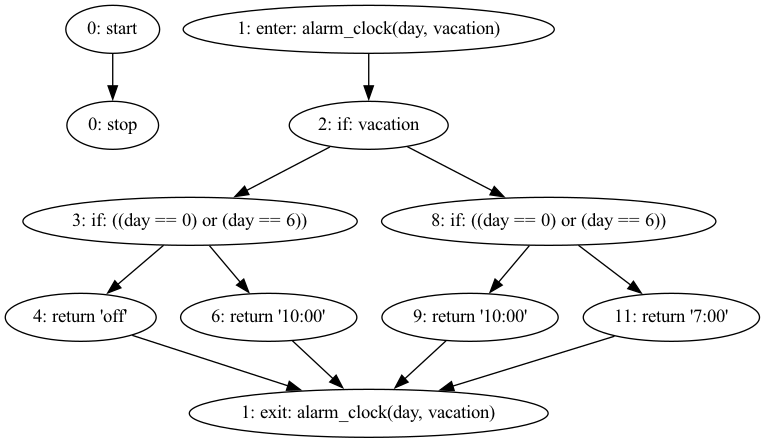 0: start
1: enter: alarm_clock(day, vacation)
0: stop
2: if: vacation
3: if: ((day == 0) or (day == 6))
8: if: ((day == 0) or (day == 6))
4: return 'off'
6: return '10:00'
9: return '10:00'
11: return '7:00'
1: exit: alarm_clock(day, vacation)